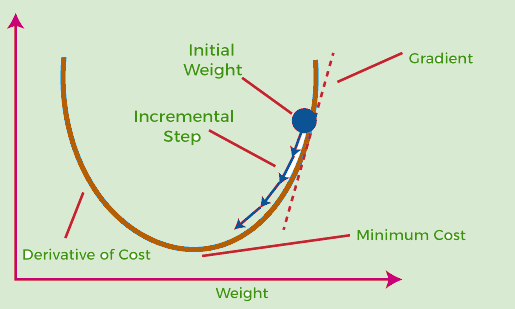 Initial
Weight
Gradient
Incremental
Step
Minimum Cost
Derivative of Cost
Weight